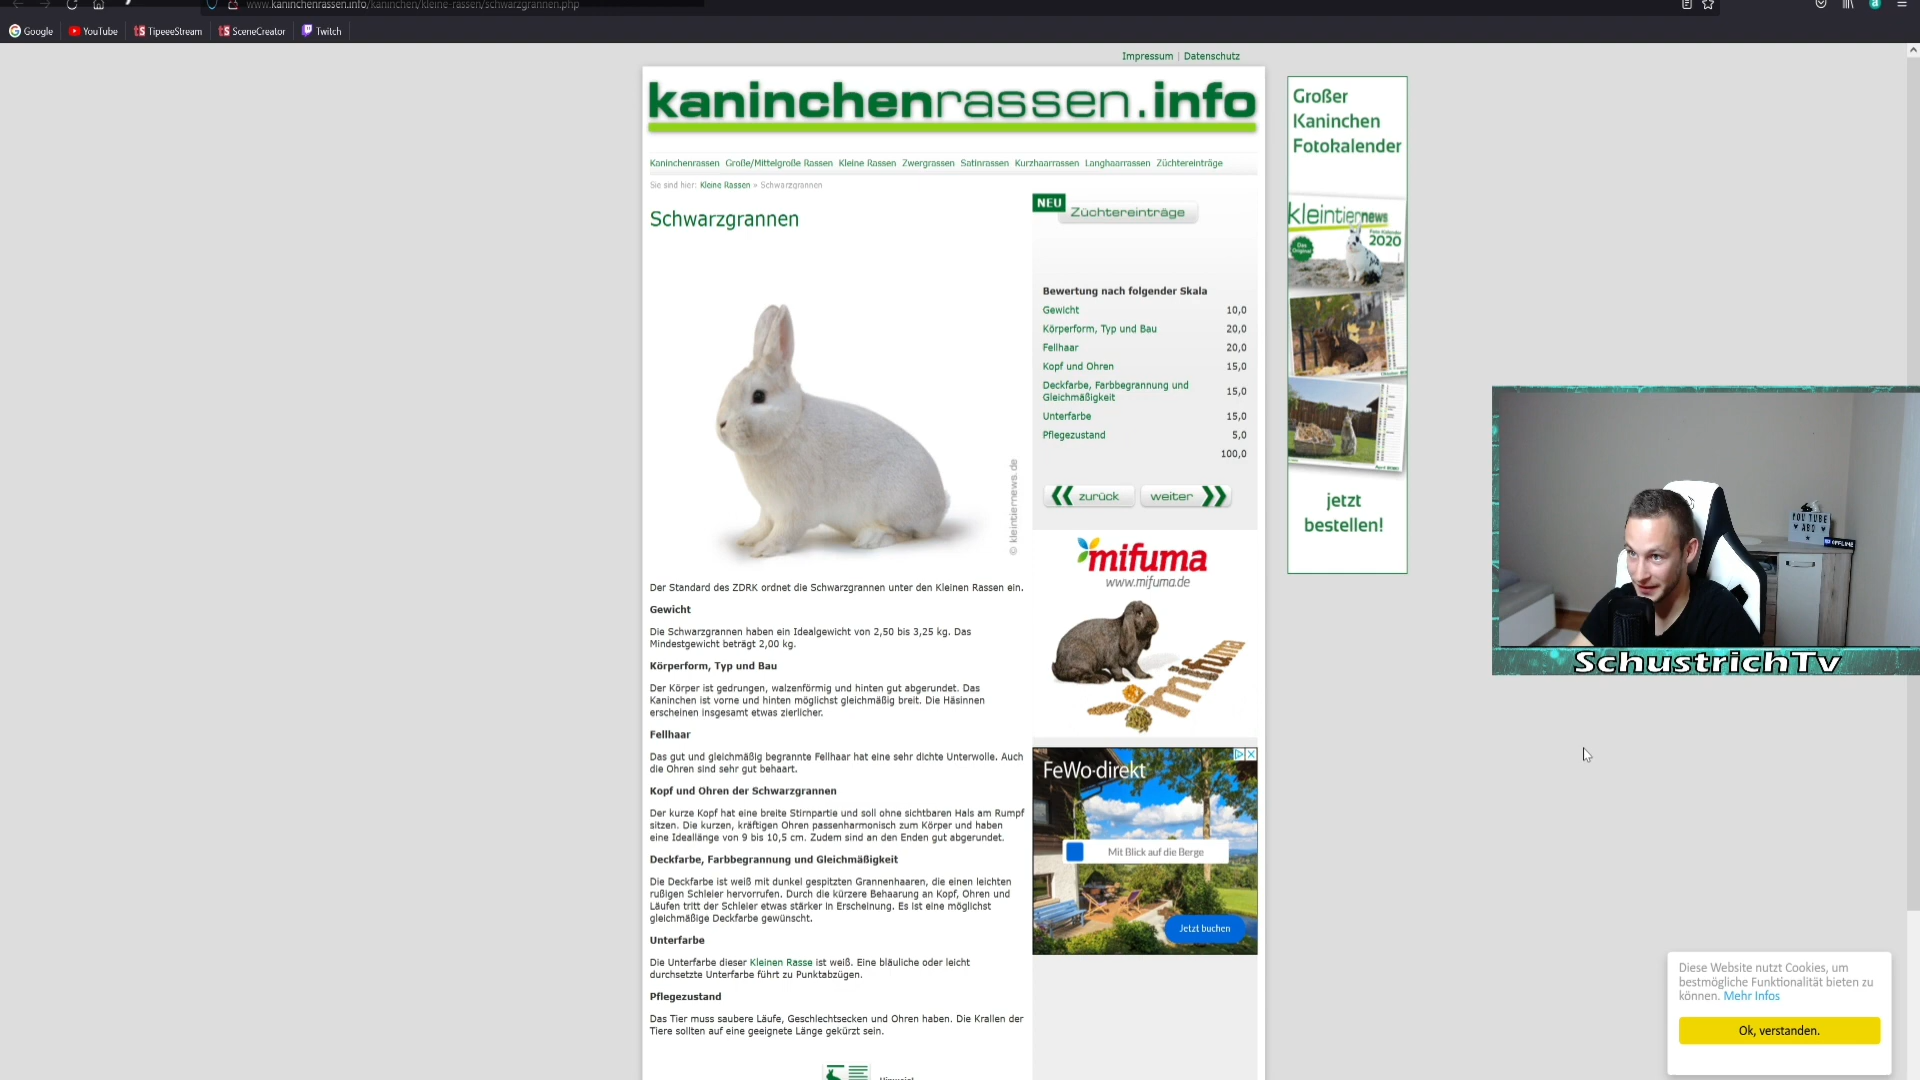 www.kaninchenrassen.info/kaninchen/kleine-rassen/schwarzgrannen.php
Google YouTube TipeeeStream SceneCreator Twitch
Impressum | Datenschutz
kaninchenrassen.info
Kaninchenrassen Große/Mittelgroße Rassen Kleine Rassen Zwergrassen Satinrassen Kurzhaarrassen Langhaarrassen Züchtereinträge
Sie sind hier: Kleine Rassen » Schwarzgrannen
Schwarzgrannen
© kleintiernews.de
Der Standard des ZDRK ordnet die Schwarzgrannen unter den Kleinen Rassen ein.
Gewicht
Die Schwarzgrannen haben ein Idealgewicht von 2,50 bis 3,25 kg. Das
Mindestgewicht beträgt 2,00 kg.
Körperform, Typ und Bau
Der Körper ist gedrungen, walzenförmig und hinten gut abgerundet. Das
Kaninchen ist vorne und hinten möglichst gleichmäßig breit. Die Häsinnen
erscheinen insgesamt etwas zierlicher.
Fellhaar
Das gut und gleichmäßig begrannte Fellhaar hat eine sehr dichte Unterwolle. Auch
die Ohren sind sehr gut behaart.
Kopf und Ohren der Schwarzgrannen
Der kurze Kopf hat eine breite Stirnpartie und soll ohne sichtbaren Hals am Rumpf
sitzen. Die kurzen, kräftigen Ohren passenharmonisch zum Körper und haben
eine Ideallänge von 9 bis 10,5 cm. Zudem sind an den Enden gut abgerundet.
Deckfarbe, Farbbegrannung und Gleichmäßigkeit
Die Deckfarbe ist weiß mit dunkel gespitzten Grannenhaaren, die einen leichten
rußigen Schleier hervorrufen. Durch die kürzere Behaarung an Kopf, Ohren und
Läufen tritt der Schleier etwas stärker in Erscheinung. Es ist eine möglichst
gleichmäßige Deckfarbe gewünscht.
Unterfarbe
Die Unterfarbe dieser Kleinen Rasse ist weiß. Eine bläuliche oder leicht
durchsetzte Unterfarbe führt zu Punktabzügen.
Pflegezustand
Das Tier muss saubere Läufe, Geschlechtsecken und Ohren haben. Die Krallen der
Tiere sollten auf eine geeignete Länge gekürzt sein.
NEU Züchtereinträge
Bewertung nach folgender Skala
Gewicht 10,0
Körperform, Typ und Bau 20,0
Fellhaar 20,0
Kopf und Ohren 15,0
Deckfarbe, Farbbegrannung und
Gleichmäßigkeit 15,0
Unterfarbe 15,0
Pflegezustand 5,0
100,0
zurück weiter
mifuma
www.mifuma.de
mifuma
FeWo-direkt
Mit Blick auf die Berge
Jetzt buchen
Großer
Kaninchen
Fotokalender
kleintiernews
2020
jetzt
bestellen!
YOU TUBE
ABO
OFFLINE
SchustrichTv
Diese Website nutzt Cookies, um
bestmögliche Funktionalität bieten zu
können. Mehr Infos
Ok, verstanden.